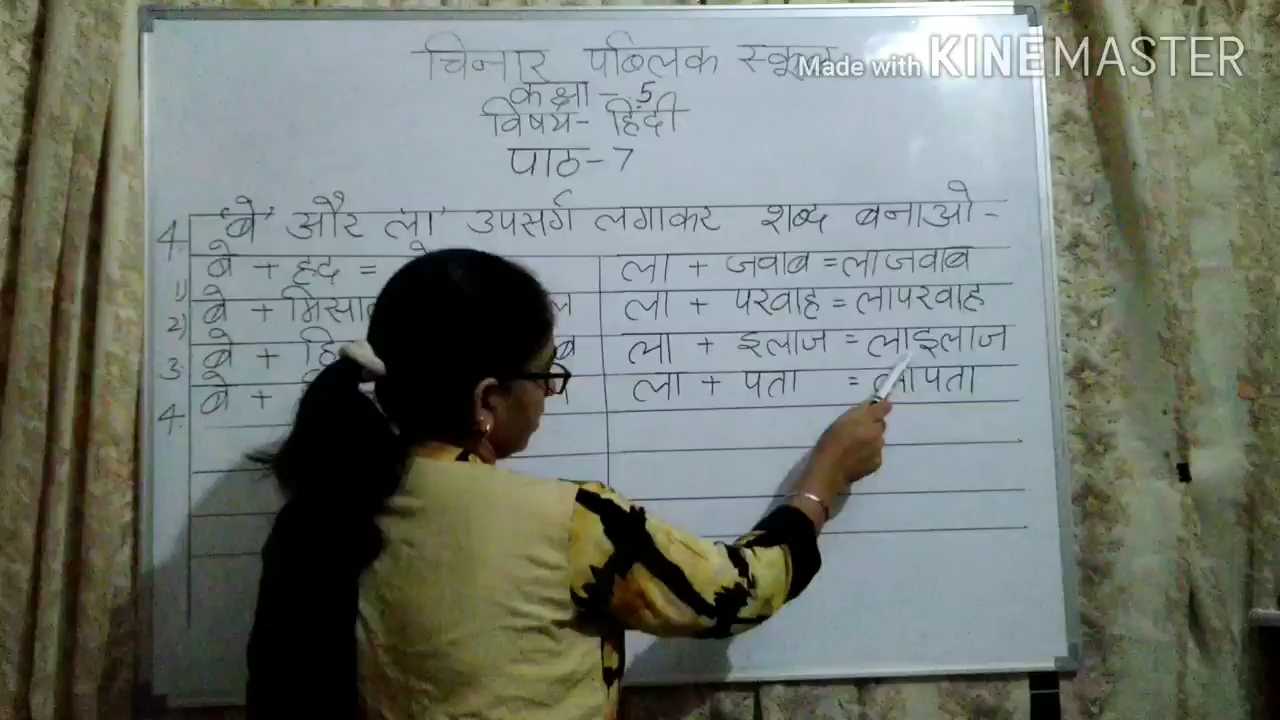 Made with KINEMASTER
चिनार पब्लिक स्कूल
कक्षा - 5
विषय - हिंदी
पाठ - 7
4. 'बे' और 'ला' उपसर्ग लगाकर शब्द बनाओ -
1) बे + हद = ला + जवाब = लाजवाब
2) बे + ला + परवाह = लापरवाह
3. बे + ला + इलाज = लाइलाज
4. बे + ला + पता = लापता